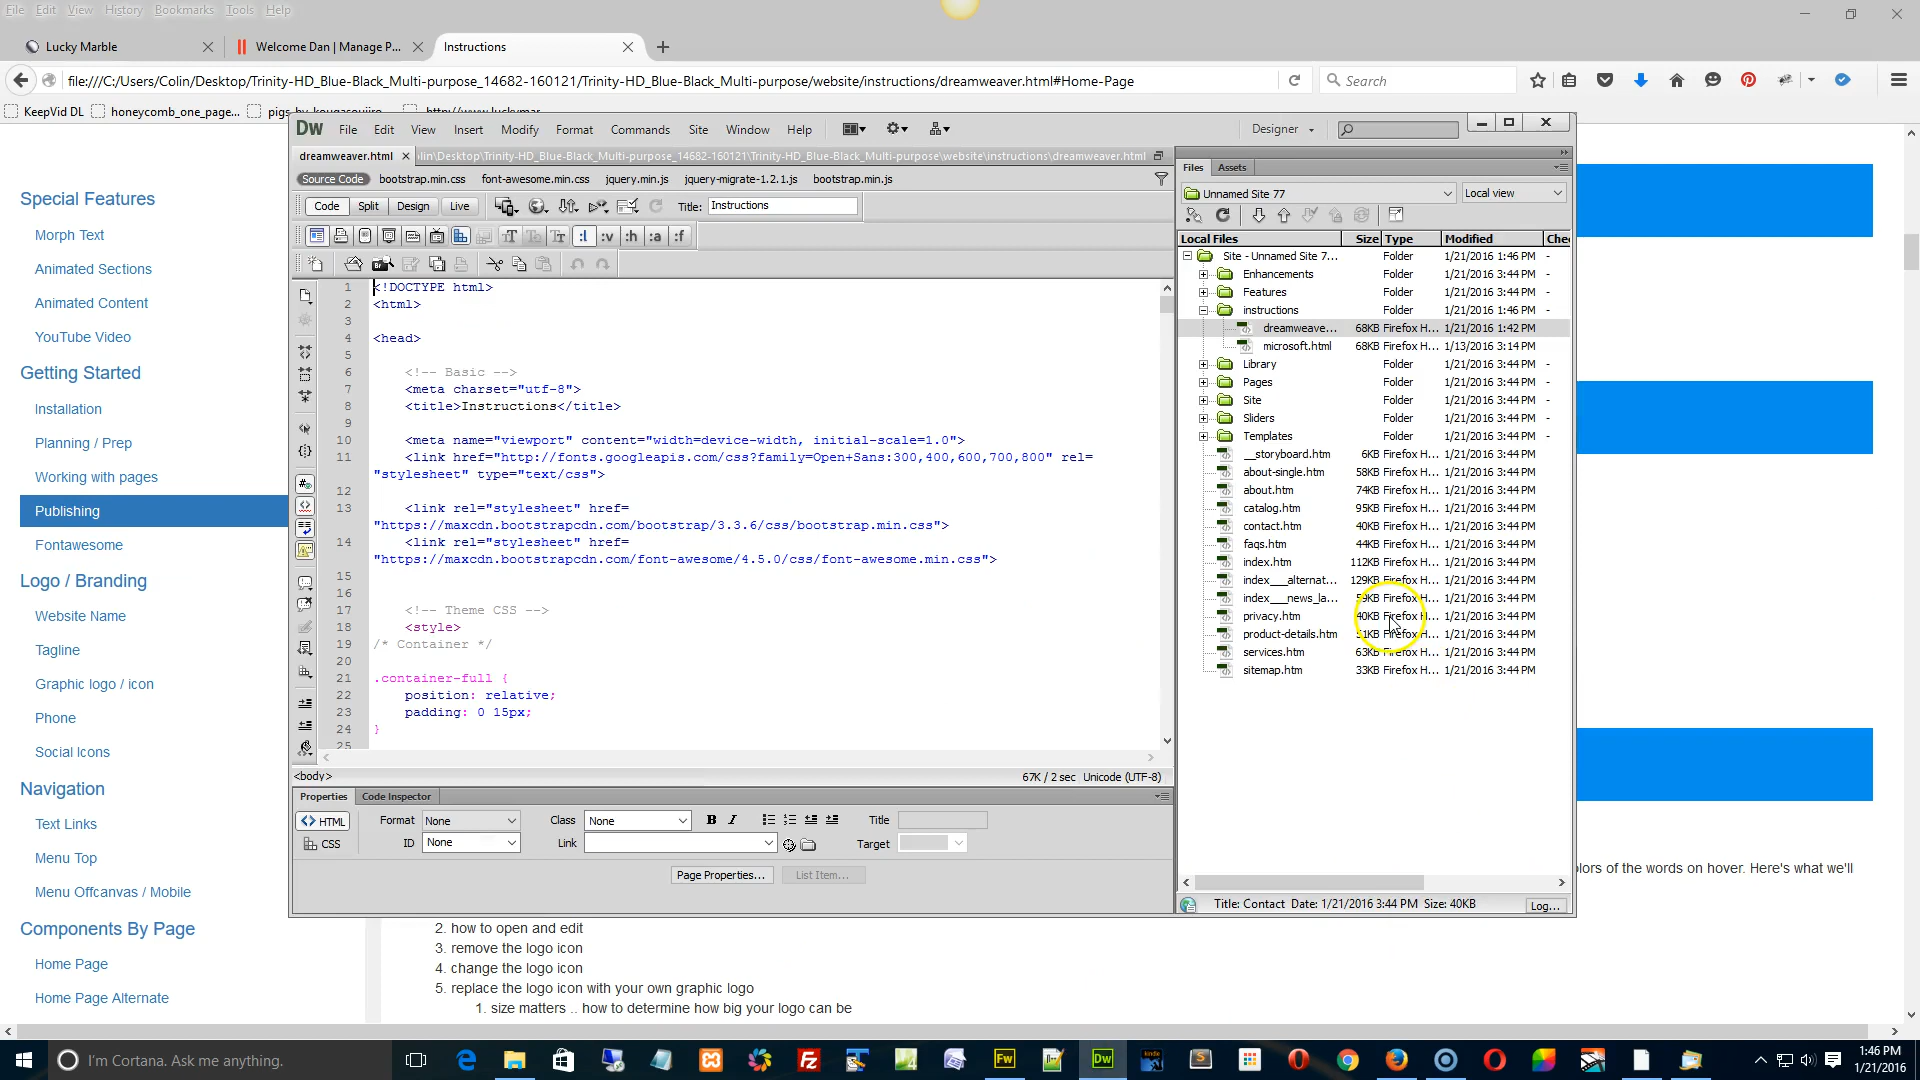 File Edit View History Bookmarks Tools Help
Lucky Marble
Welcome Dan | Manage P...
Instructions
file:///C:/Users/Colin/Desktop/Trinity-HD_Blue-Black_Multi-purpose_14682-160121/Trinity-HD_Blue-Black_Multi-purpose/website/instructions/dreamweaver.html#Home-Page
Search
KeepVid DL honeycomb_one_page...
Special Features
Morph Text
Animated Sections
Animated Content
YouTube Video
Getting Started
Installation
Planning / Prep
Working with pages
Publishing
Fontawesome
Logo / Branding
Website Name
Tagline
Graphic logo / icon
Phone
Social Icons
Navigation
Text Links
Menu Top
Menu Offcanvas / Mobile
Components By Page
Home Page
Home Page Alternate
Dw File Edit View Insert Modify Format Commands Site Window Help Designer
dreamweaver.html lin\Desktop\Trinity-HD_Blue-Black_Multi-purpose_14682-160121\Trinity-HD_Blue-Black_Multi-purpose\website\instructions\dreamweaver.html
Source Code bootstrap.min.css font-awesome.min.css jquery.min.js jquery-migrate-1.2.1.js bootstrap.min.js
Code Split Design Live Title: Instructions
1 <!DOCTYPE html>
2 <html>
3
4 <head>
5
6 <!-- Basic -->
7 <meta charset="utf-8">
8 <title>Instructions</title>
9
10 <meta name="viewport" content="width=device-width, initial-scale=1.0">
11 <link href="http://fonts.googleapis.com/css?family=Open+Sans:300,400,600,700,800" rel=
"stylesheet" type="text/css">
12
13 <link rel="stylesheet" href=
"https://maxcdn.bootstrapcdn.com/bootstrap/3.3.6/css/bootstrap.min.css">
14 <link rel="stylesheet" href=
"https://maxcdn.bootstrapcdn.com/font-awesome/4.5.0/css/font-awesome.min.css">
15
16
17 <!-- Theme CSS -->
18 <style>
19 /* Container */
20
21 .container-full {
22 position: relative;
23 padding: 0 15px;
24 }
25
<body> 67K / 2 sec Unicode (UTF-8)
Properties Code Inspector
<> HTML Format None Class None B I Title
CSS ID None Link Target
Page Properties... List Item...
Files Assets
Unnamed Site 77 Local view
Local Files Size Type Modified
Site - Unnamed Site 7... Folder 1/21/2016 1:46 PM -
Enhancements Folder 1/21/2016 3:44 PM -
Features Folder 1/21/2016 3:44 PM -
instructions Folder 1/21/2016 1:46 PM -
dreamweave... 68KB Firefox H... 1/21/2016 1:42 PM
microsoft.html 68KB Firefox H... 1/13/2016 3:14 PM
Library Folder 1/21/2016 3:44 PM -
Pages Folder 1/21/2016 3:44 PM -
Site Folder 1/21/2016 3:44 PM -
Sliders Folder 1/21/2016 3:44 PM -
Templates Folder 1/21/2016 3:44 PM -
__storyboard.htm 6KB Firefox H... 1/21/2016 3:44 PM
about-single.htm 58KB Firefox H... 1/21/2016 3:44 PM
about.htm 74KB Firefox H... 1/21/2016 3:44 PM
catalog.htm 95KB Firefox H... 1/21/2016 3:44 PM
contact.htm 40KB Firefox H... 1/21/2016 3:44 PM
faqs.htm 44KB Firefox H... 1/21/2016 3:44 PM
index.htm 112KB Firefox H... 1/21/2016 3:44 PM
index___alternat... 129KB Firefox H... 1/21/2016 3:44 PM
index___news_la... 59KB Firefox H... 1/21/2016 3:44 PM
privacy.htm 40KB Firefox H... 1/21/2016 3:44 PM
product-details.htm 51KB Firefox H... 1/21/2016 3:44 PM
services.htm 63KB Firefox H... 1/21/2016 3:44 PM
sitemap.htm 33KB Firefox H... 1/21/2016 3:44 PM
Title: Contact Date: 1/21/2016 3:44 PM Size: 40KB Log...
olors of the words on hover. Here's what we'll
2. how to open and edit
3. remove the logo icon
4. change the logo icon
5. replace the logo icon with your own graphic logo
1. size matters .. how to determine how big your logo can be
I'm Cortana. Ask me anything.
1:46 PM
1/21/2016